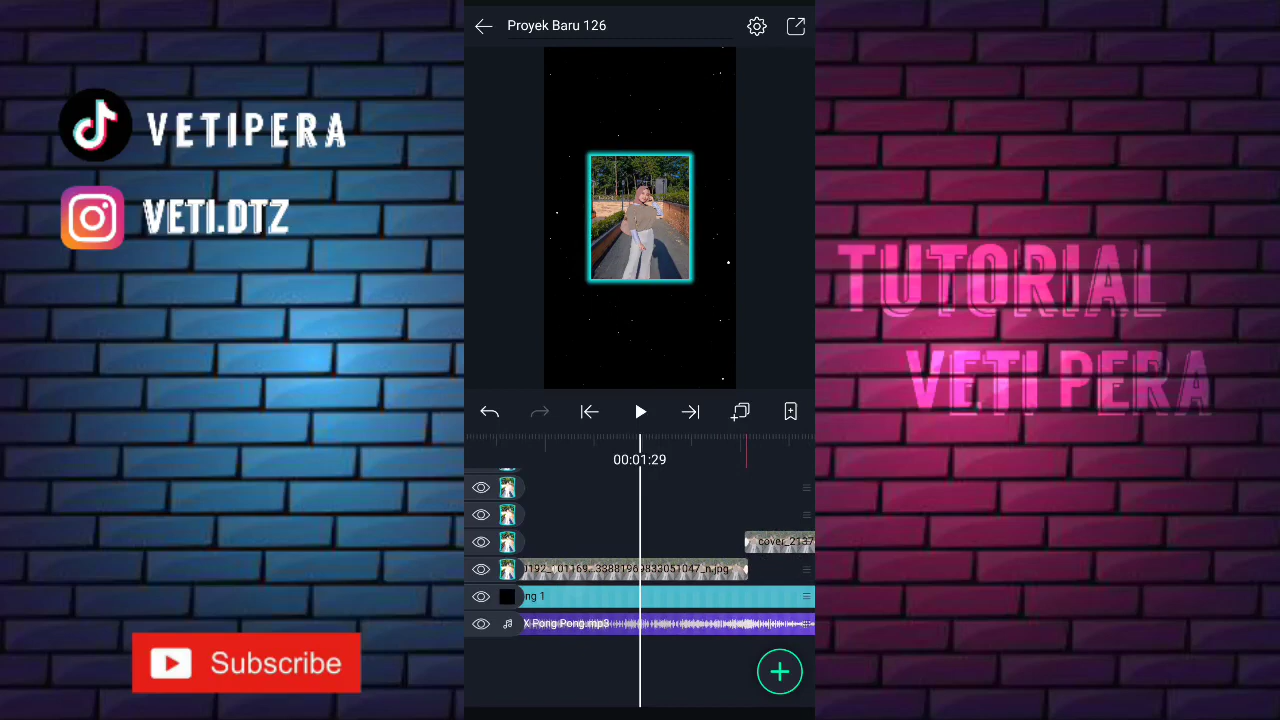 Proyek Baru 126
VETIPERA
VETI.DTZ
TUTORIAL
VETI PERA
00:01:29
cover_2137
ng 1
X Pong Pong.mp3
Subscribe